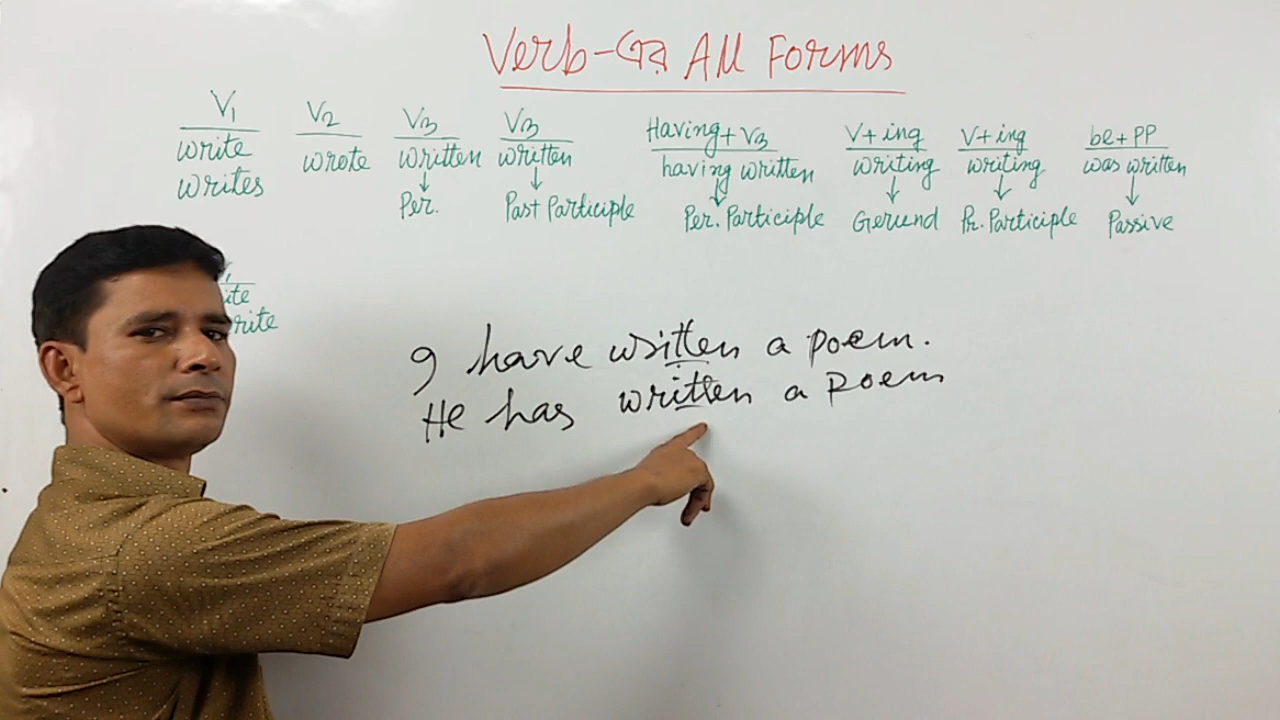 Verb-এর All Forms
V1 V2 V3 V3 Having+V3 V+ing V+ing be+PP
write wrote written written having written writing writing was written
writes
Per. Past Participle Per. Participle Gerund Pr. Participle Passive
I have written a poem.
He has written a poem